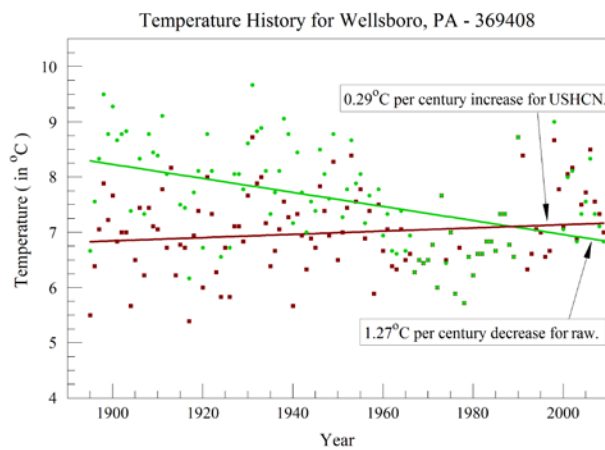 Temperature History for Wellsboro, PA - 369408
10
9
8
7
6
5
4
Temperature ( in °C )
0.29°C per century increase for USHCN.
1.27°C per century decrease for raw.
1900
1920
1940
1960
1980
2000
Year